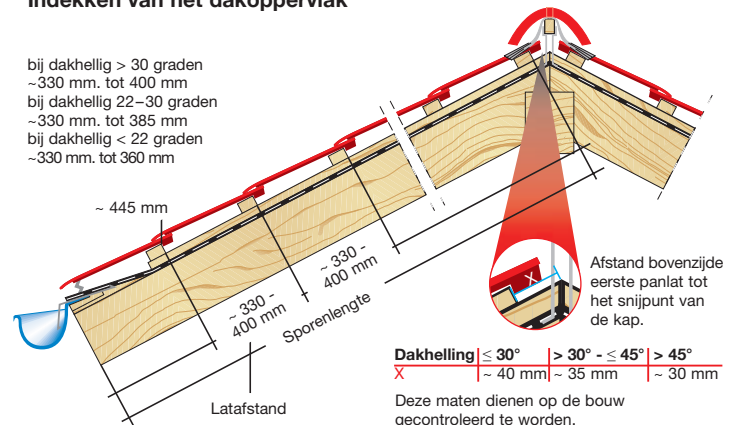 Indekken van het dakoppervlak
bij dakhellig > 30 graden
~330 mm. tot 400 mm
bij dakhellig 22–30 graden
~330 mm. tot 385 mm
bij dakhellig < 22 graden
~330 mm. tot 360 mm
~ 445 mm
~ 330 -
400 mm
~ 330 -
400 mm
Sporenlengte
Latafstand
X
Afstand bovenzijde
eerste panlat tot
het snijpunt van
de kap.
Dakhelling ≤ 30° > 30° - ≤ 45° > 45°
X ~ 40 mm ~ 35 mm ~ 30 mm
Deze maten dienen op de bouw
gecontroleerd te worden.